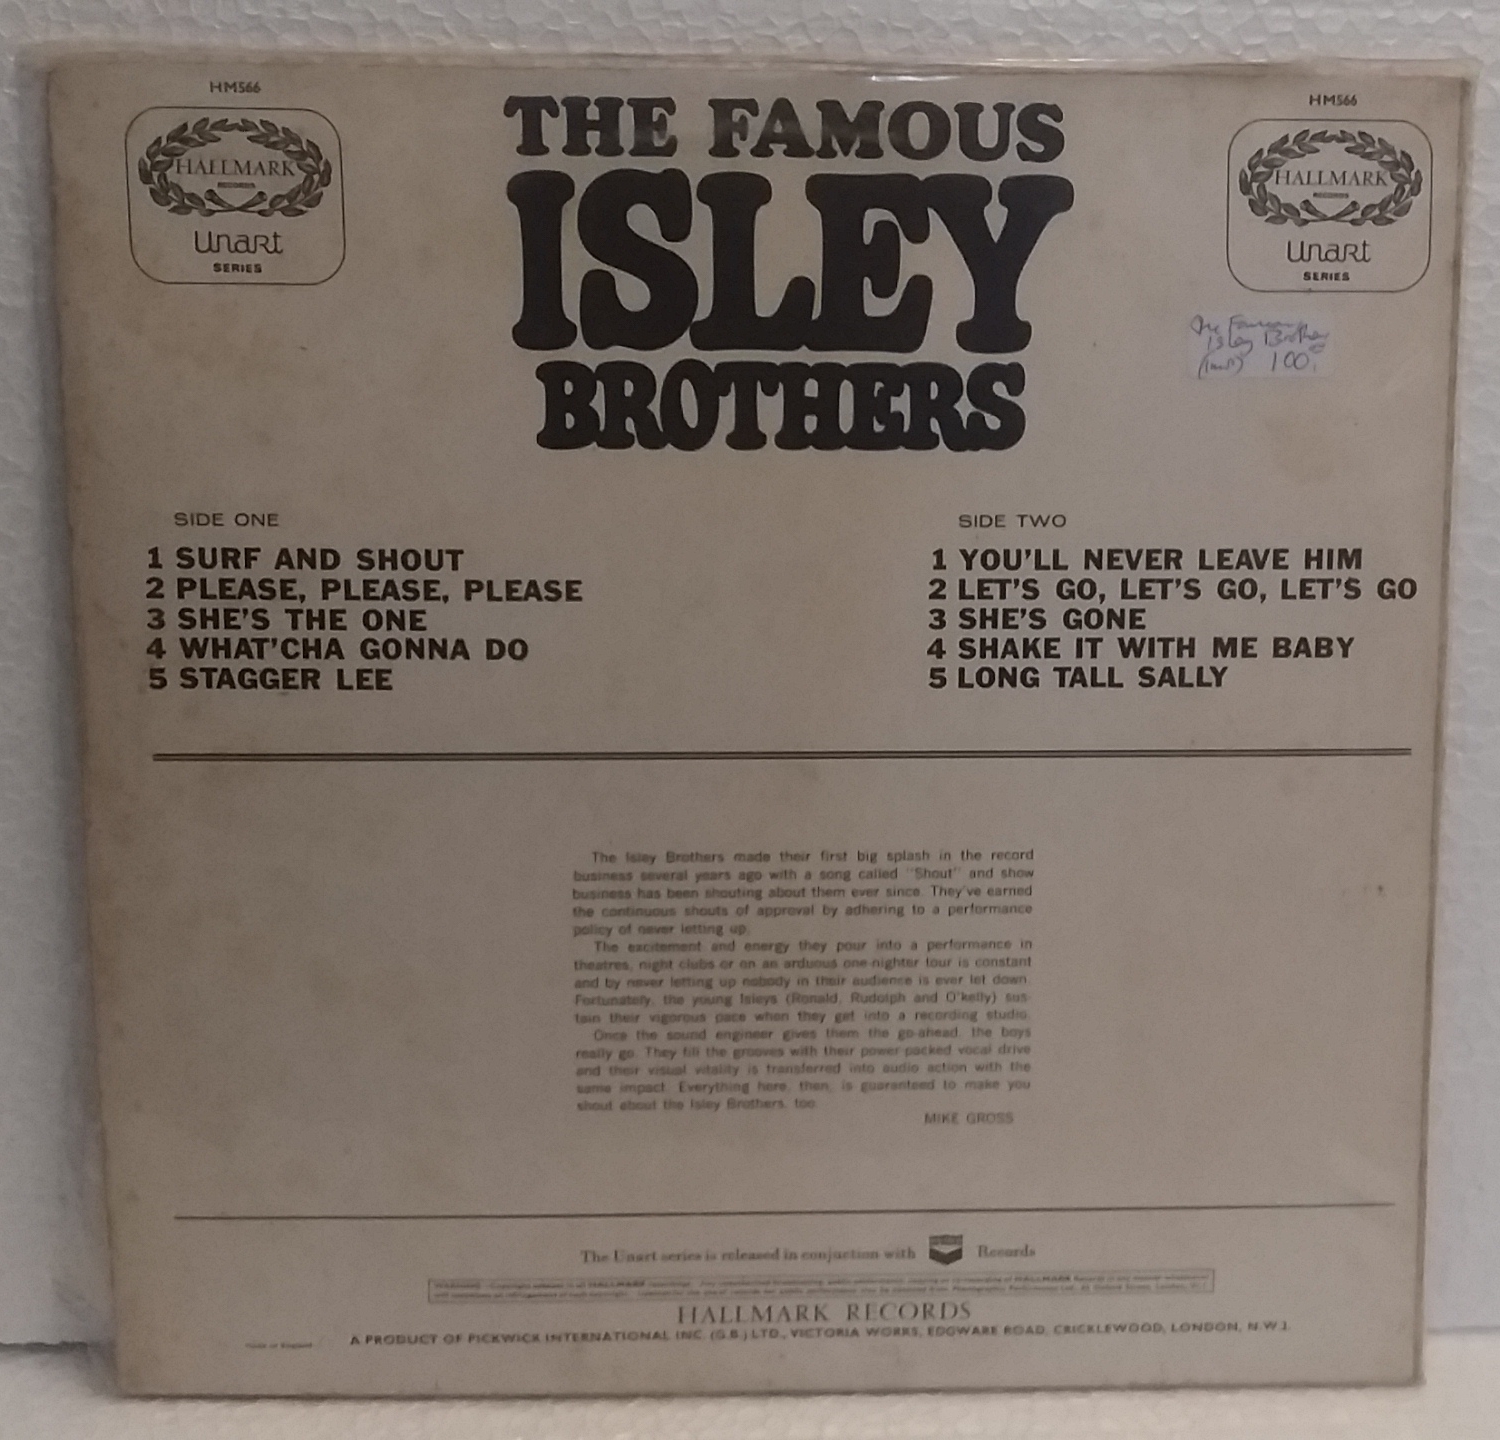 HM566
HALLMARK
RECORDS
Unart
SERIES
THE FAMOUS
ISLEY
BROTHERS
HM566
HALLMARK
RECORDS
Unart
SERIES
The Famous
Isley Brothers
100
SIDE ONE
1 SURF AND SHOUT
2 PLEASE, PLEASE, PLEASE
3 SHE'S THE ONE
4 WHAT'CHA GONNA DO
5 STAGGER LEE
SIDE TWO
1 YOU'LL NEVER LEAVE HIM
2 LET'S GO, LET'S GO, LET'S GO
3 SHE'S GONE
4 SHAKE IT WITH ME BABY
5 LONG TALL SALLY
The Isley Brothers made their first big splash in the record
business several years ago with a song called "Shout" and show
business has been shouting about them ever since. They've earned
the continuous shouts of approval by adhering to a performance
policy of never letting up.
The excitement and energy they pour into a performance in
theatres, night clubs or on an arduous one-nighter tour is constant
and by never letting up nobody in their audience is ever let down.
Fortunately, the young Isleys (Ronald, Rudolph and O'kelly) sus-
tain their vigorous pace when they get into a recording studio.
Once the sound engineer gives them the go-ahead, the boys
really go. They fill the grooves with their power-packed vocal drive
and their visual vitality is transferred into audio action with the
same impact. Everything here, then, is guaranteed to make you
shout about the Isley Brothers, too.
MIKE GROSS
The Unart series is released in conjuction with Records
HALLMARK RECORDS
A PRODUCT OF PICKWICK INTERNATIONAL INC. (G.B.) LTD., VICTORIA WORKS, EDGWARE ROAD, CRICKLEWOOD, LONDON, N.W.2.